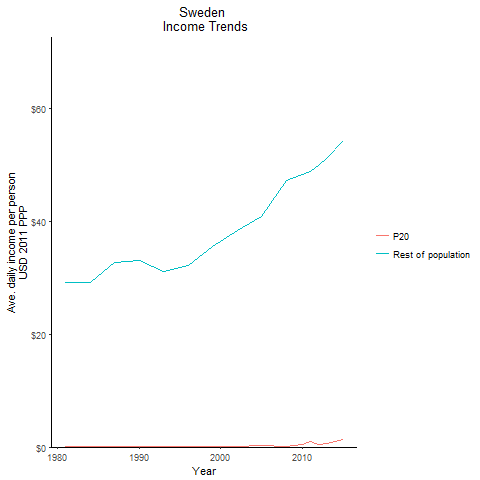 Sweden
Income Trends
$60
$40
$20
$0
Ave. daily income per person
USD 2011 PPP
1980
1990
2000
2010
Year
P20
Rest of population